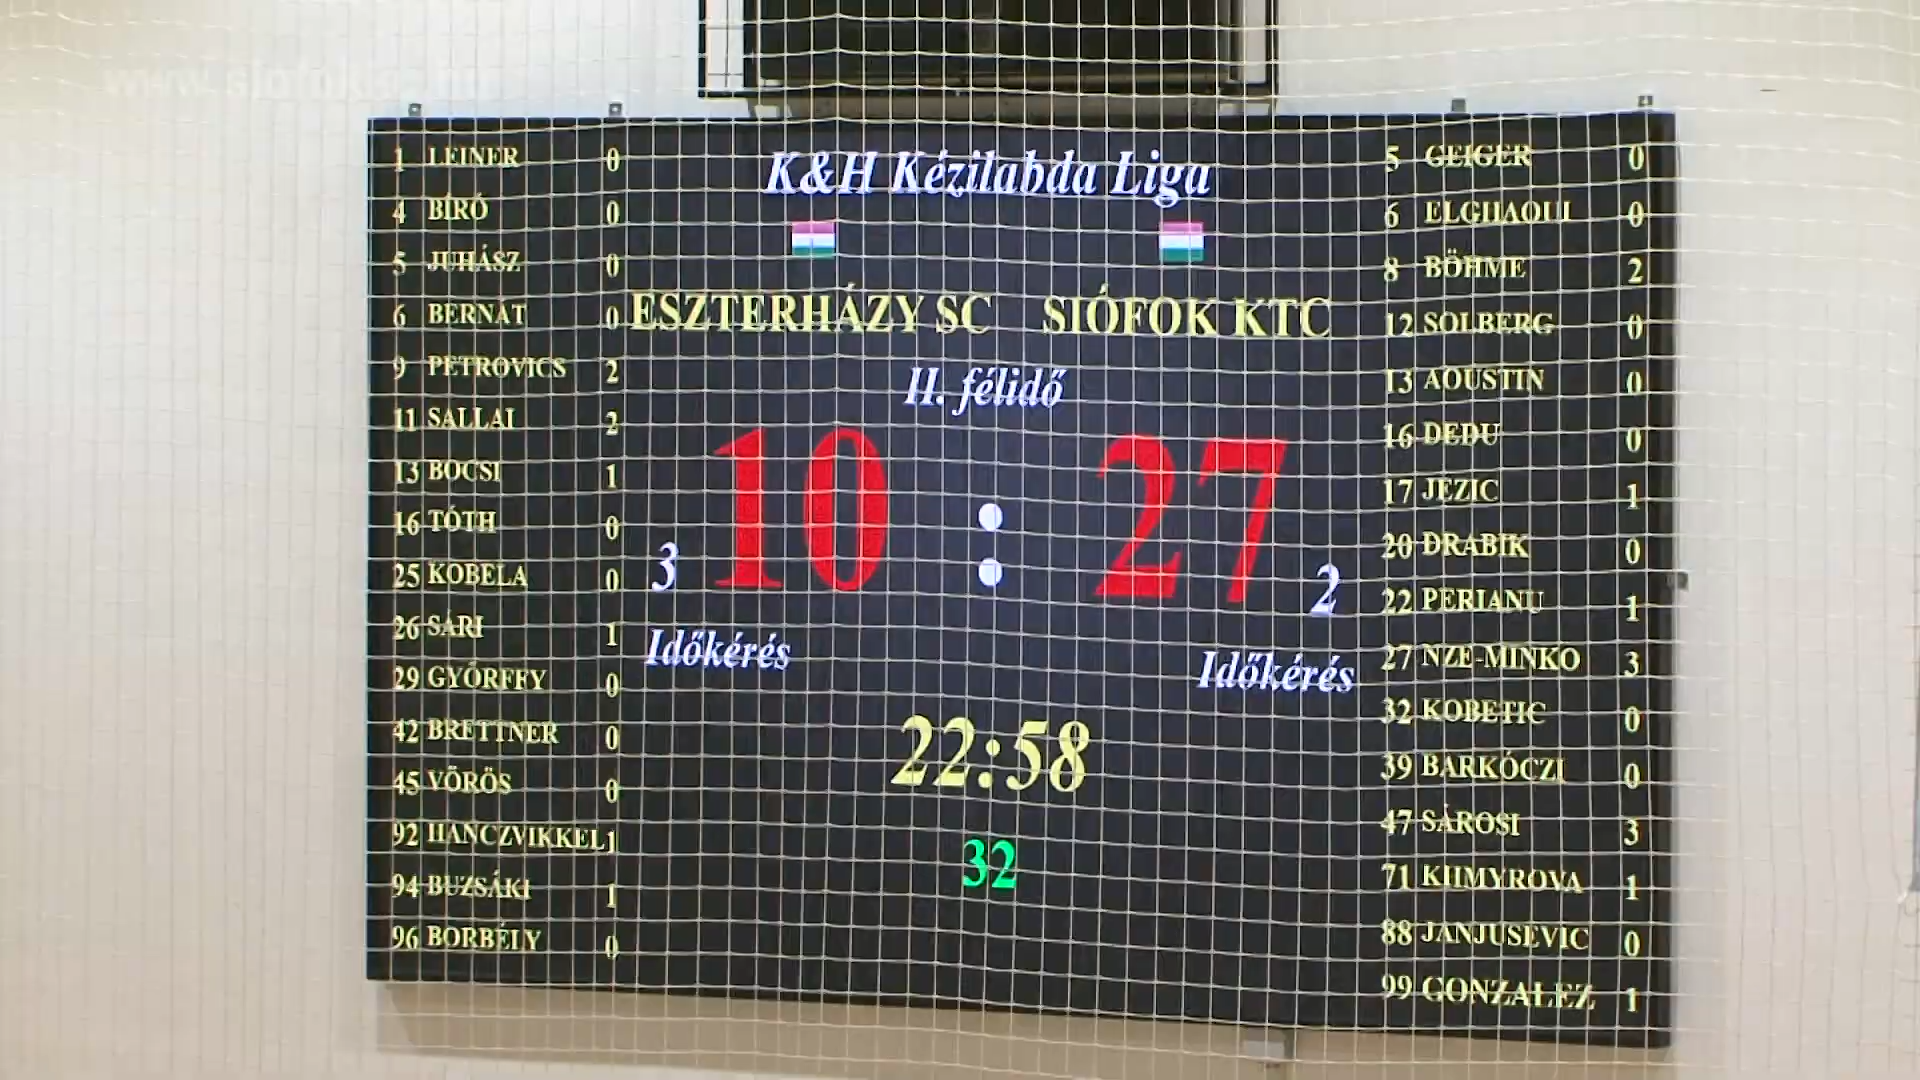 1 LEINER 0
4 BÍRÓ 0
5 JUHÁSZ 0
6 BERNÁT 0
9 PETROVICS 2
11 SALLAI 2
13 BOCSI 1
16 TÓTH 0
25 KOBELA 0
26 SÁRI 1
29 GYŐRFFY 0
42 BRETTNER 0
45 VÖRÖS 0
92 HANCZVIKKEL 1
94 BUZSÁKI 1
96 BORBÉLY 0
K&H Kézilabda Liga
ESZTERHÁZY SC SIÓFOK KTC
II. félidő
10 : 27
3 2
Időkérés Időkérés
22:58
32
5 GEIGER 0
6 ELGHAOUI 0
8 BÖHME 2
12 SOLBERG 0
13 AOUSTIN 0
16 DEDU 0
17 JEZIC 1
20 DRABIK 0
22 PERIANU 1
27 NZE-MINKO 3
32 KOBETIC 0
39 BARKÓCZI 0
47 SÁROSI 3
71 KHMYROVA 1
88 JANJUSEVIC 0
99 GONZALEZ 1